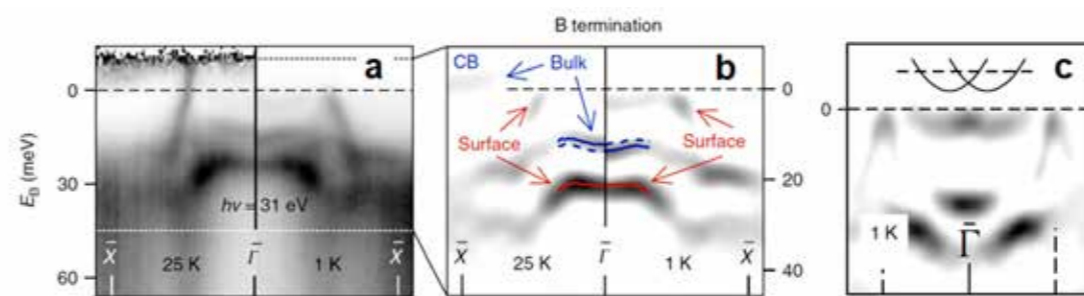 B termination
a
0
30
60
E_B (meV)
hν = 31 eV
X̄
25 K
Γ̄
1 K
X̄
CB
Bulk
b
Surface
Surface
0
20
40
X̄
25 K
Γ̄
1 K
X̄
c
0
1 K
Γ̄